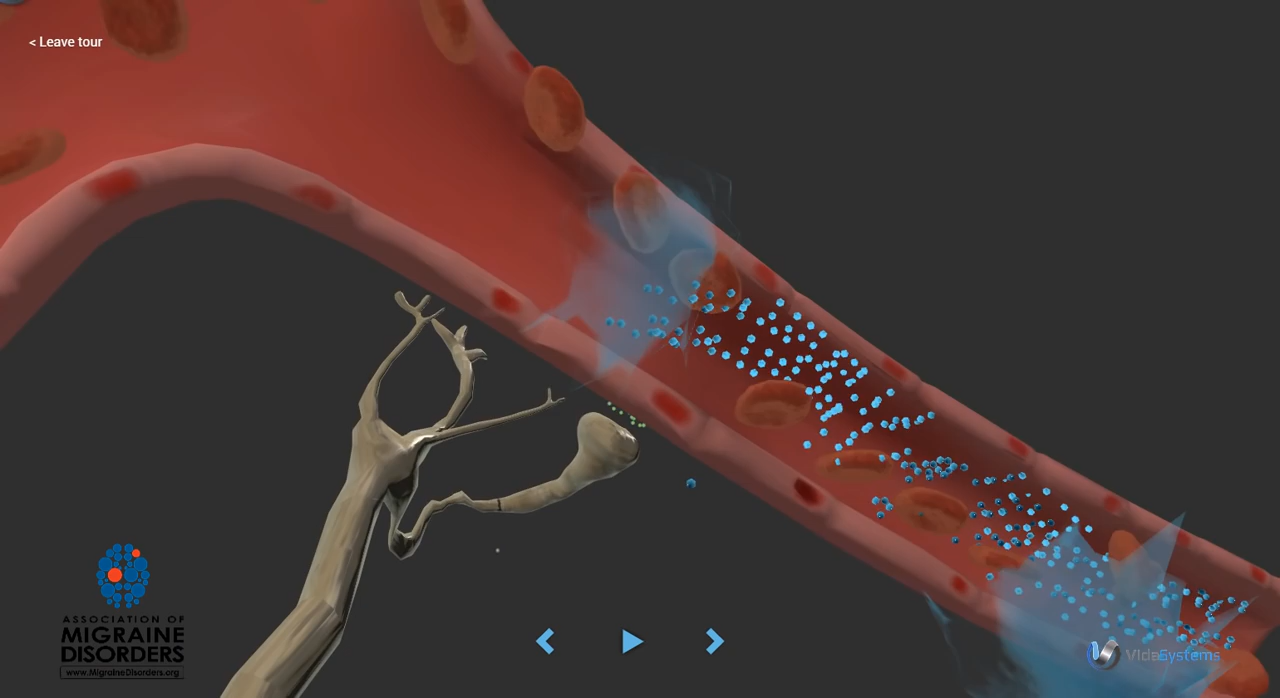 < Leave tour
ASSOCIATION OF
MIGRAINE
DISORDERS
www.MigraineDisorders.org
VidaSystems